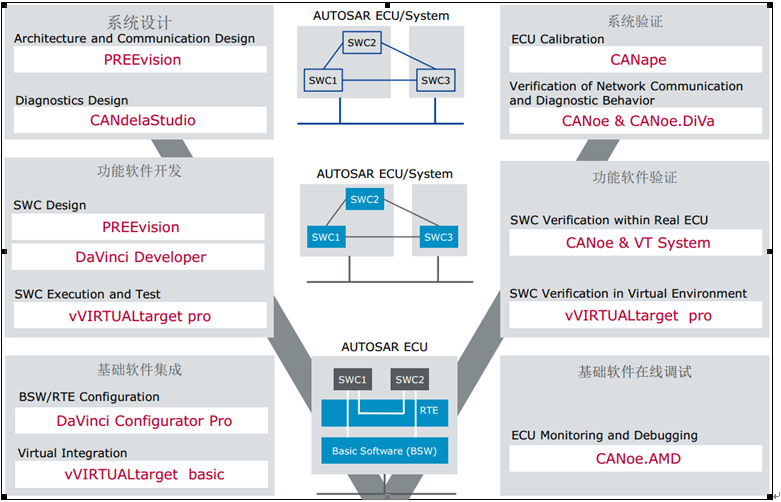 系统设计
Architecture and Communication Design
PREEvision
Diagnostics Design
CANdelaStudio
AUTOSAR ECU/System
SWC2
SWC1
SWC3
系统验证
ECU Calibration
CANape
Verification of Network Communication
and Diagnostic Behavior
CANoe & CANoe.DiVa
功能软件开发
SWC Design
PREEvision
DaVinci Developer
SWC Execution and Test
vVIRTUALtarget pro
AUTOSAR ECU/System
SWC2
SWC1
SWC3
功能软件验证
SWC Verification within Real ECU
CANoe & VT System
SWC Verification in Virtual Environment
vVIRTUALtarget pro
基础软件集成
BSW/RTE Configuration
DaVinci Configurator Pro
Virtual Integration
vVIRTUALtarget basic
AUTOSAR ECU
SWC1
SWC2
RTE
Basic Software (BSW)
基础软件在线调试
ECU Monitoring and Debugging
CANoe.AMD